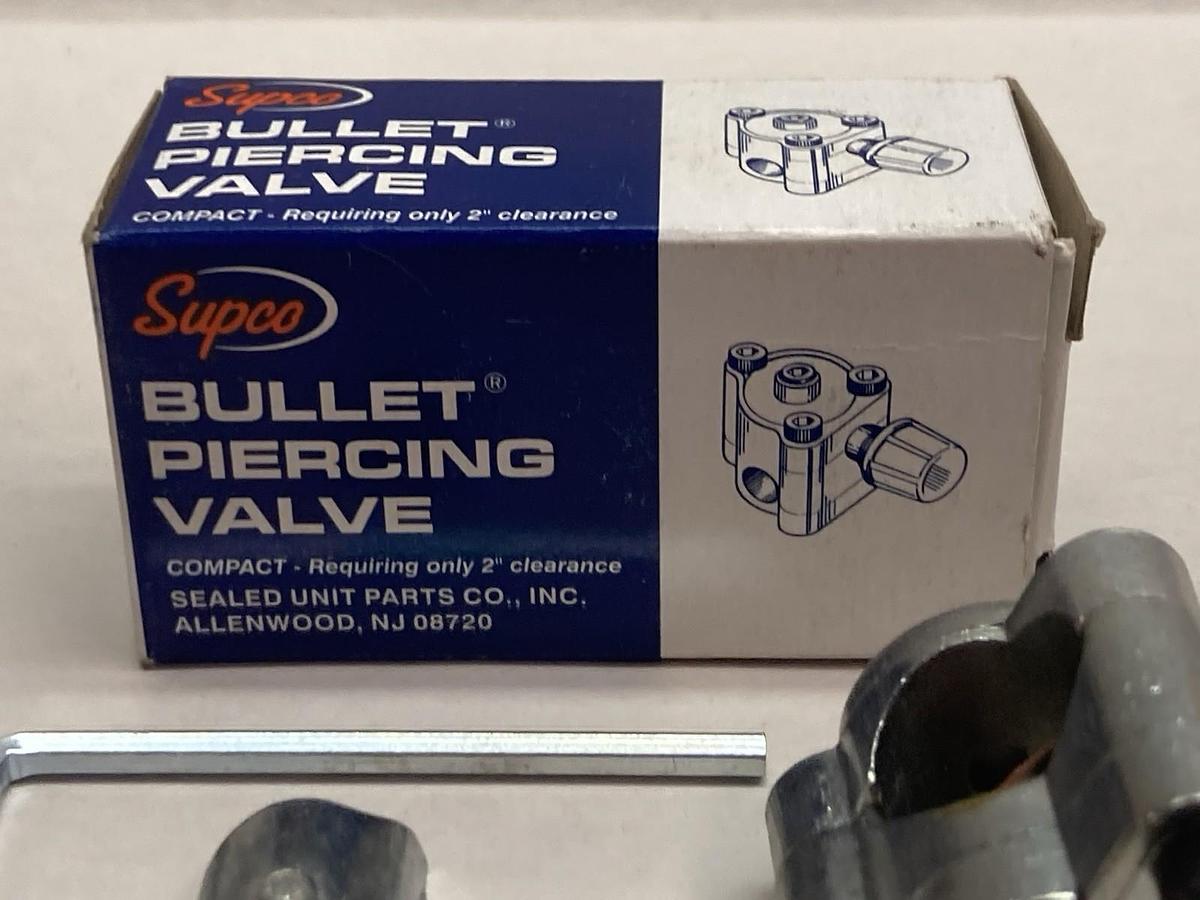 Supco
BULLET®
PIERCING
VALVE
COMPACT - Requiring only 2" clearance
Supco
BULLET®
PIERCING
VALVE
COMPACT - Requiring only 2" clearance
SEALED UNIT PARTS CO., INC.
ALLENWOOD, NJ 08720